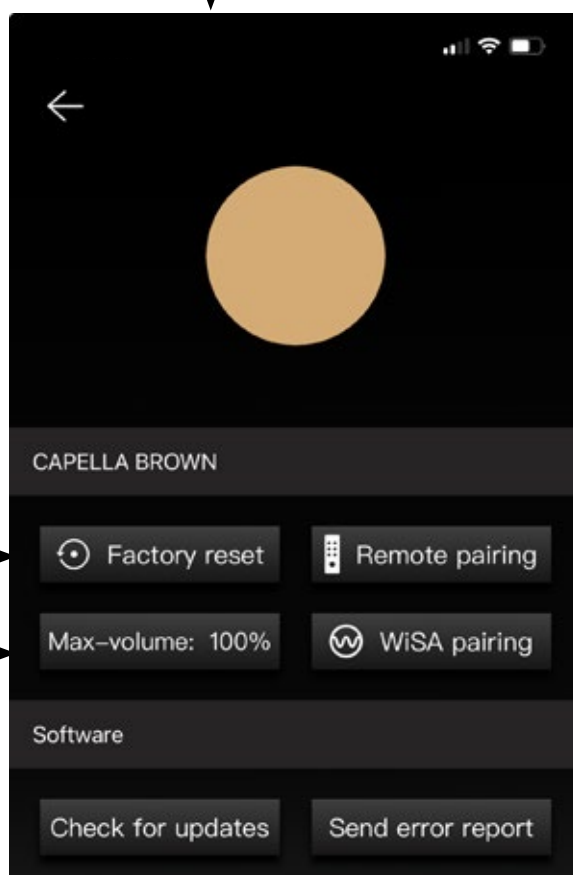 CAPELLA BROWN
Factory reset
Remote pairing
Max-volume: 100%
WiSA pairing
Software
Check for updates
Send error report